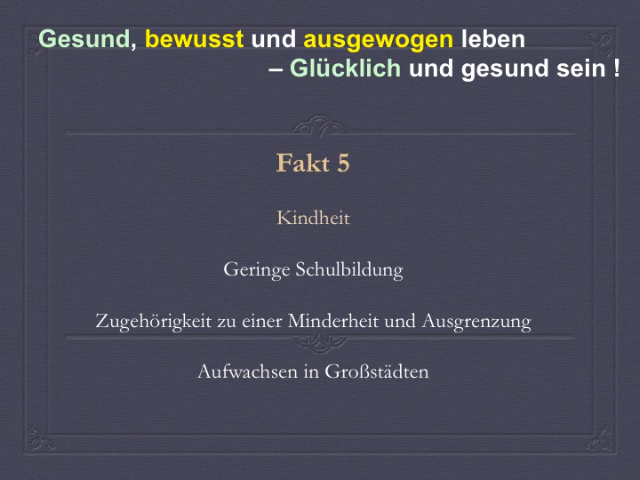 Gesund, bewusst und ausgewogen leben
– Glücklich und gesund sein !
Fakt 5
Kindheit
Geringe Schulbildung
Zugehörigkeit zu einer Minderheit und Ausgrenzung
Aufwachsen in Großstädten